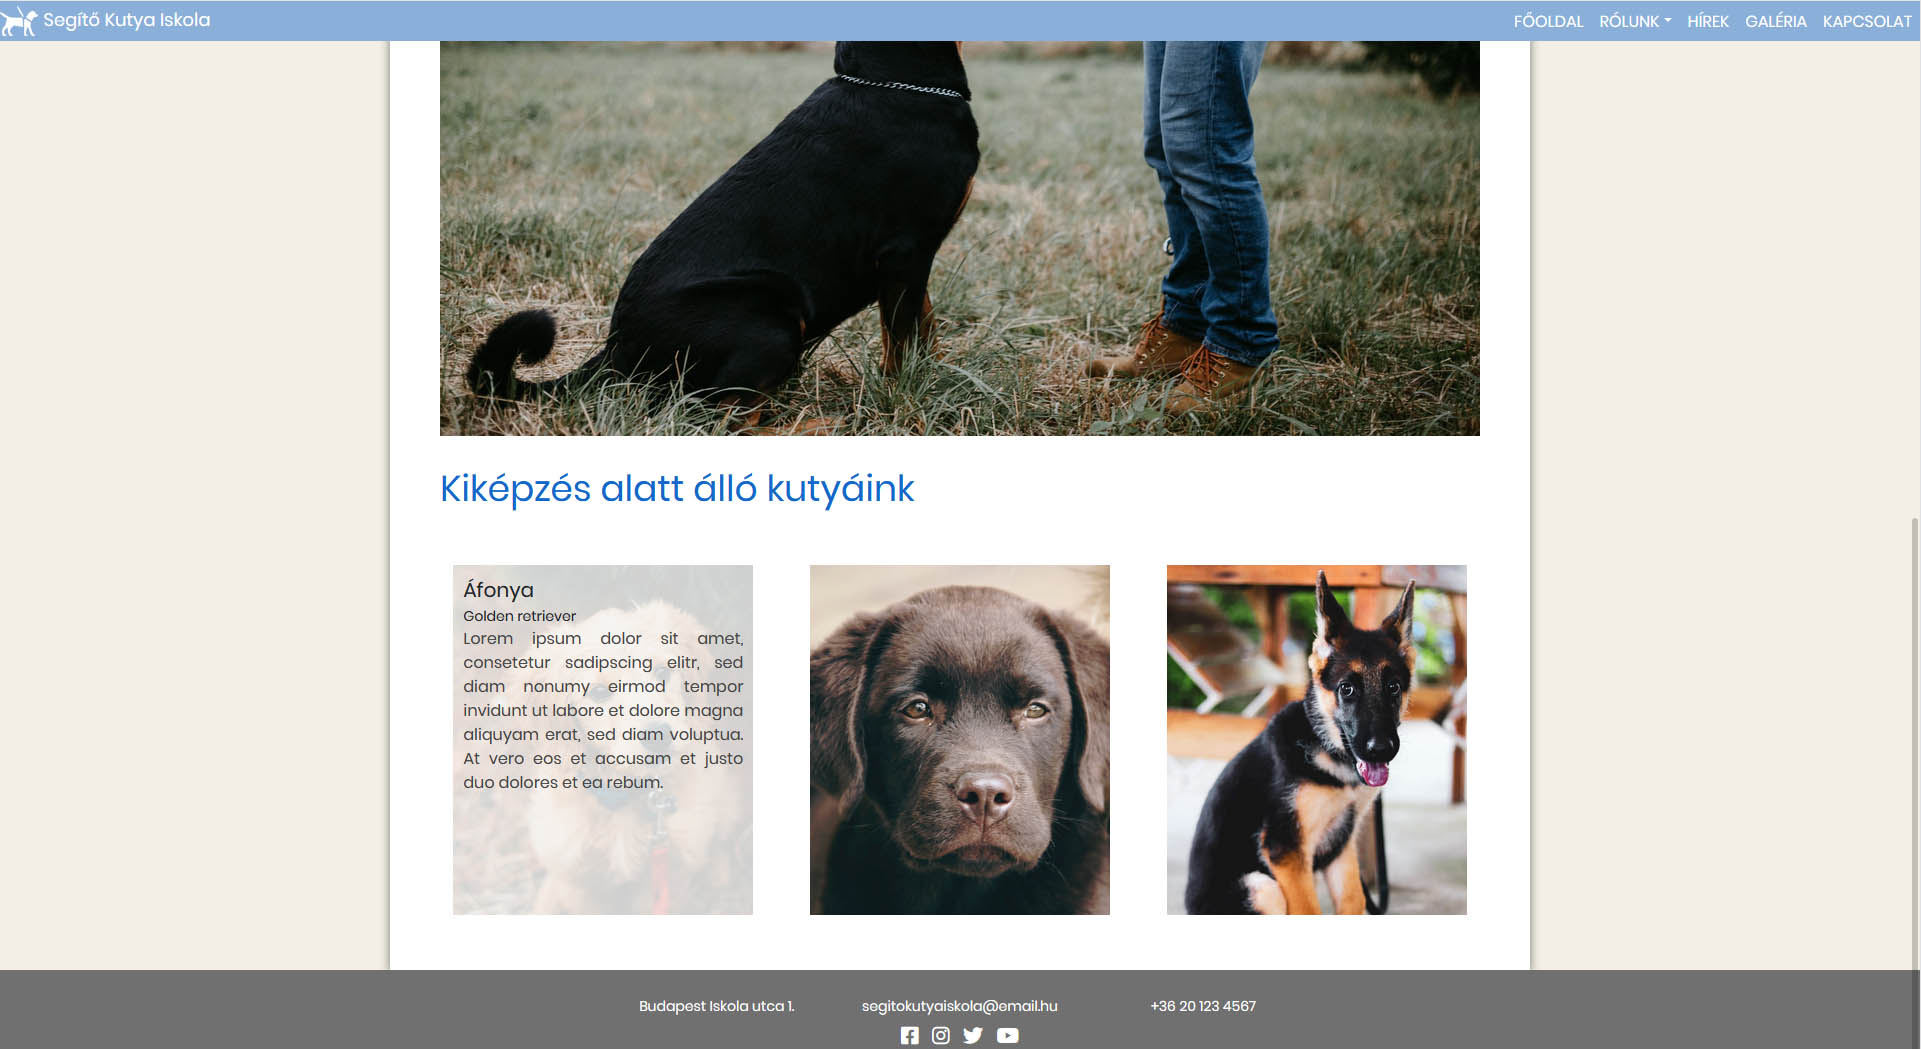 Segítő Kutya Iskola
FŐOLDAL RÓLUNK HÍREK GALÉRIA KAPCSOLAT
Kiképzés alatt álló kutyáink
Áfonya
Golden retriever
Lorem ipsum dolor sit amet,
consetetur sadipscing elitr, sed
diam nonumy eirmod tempor
invidunt ut labore et dolore magna
aliquyam erat, sed diam voluptua.
At vero eos et accusam et justo
duo dolores et ea rebum.
Budapest Iskola utca 1. segitokutyaiskola@email.hu +36 20 123 4567